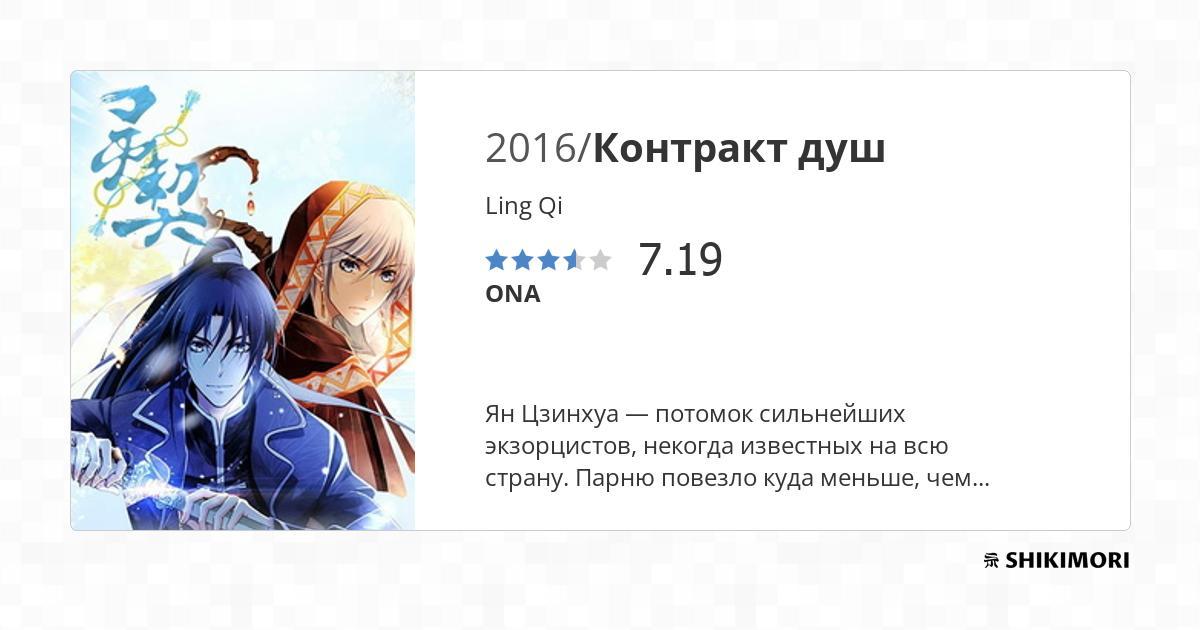 灵契
2016/Контракт душ
Ling Qi
7.19
ONA
Ян Цзинхуа — потомок сильнейших
экзорцистов, некогда известных на всю
страну. Парню повезло куда меньше, чем...
SHIKIMORI